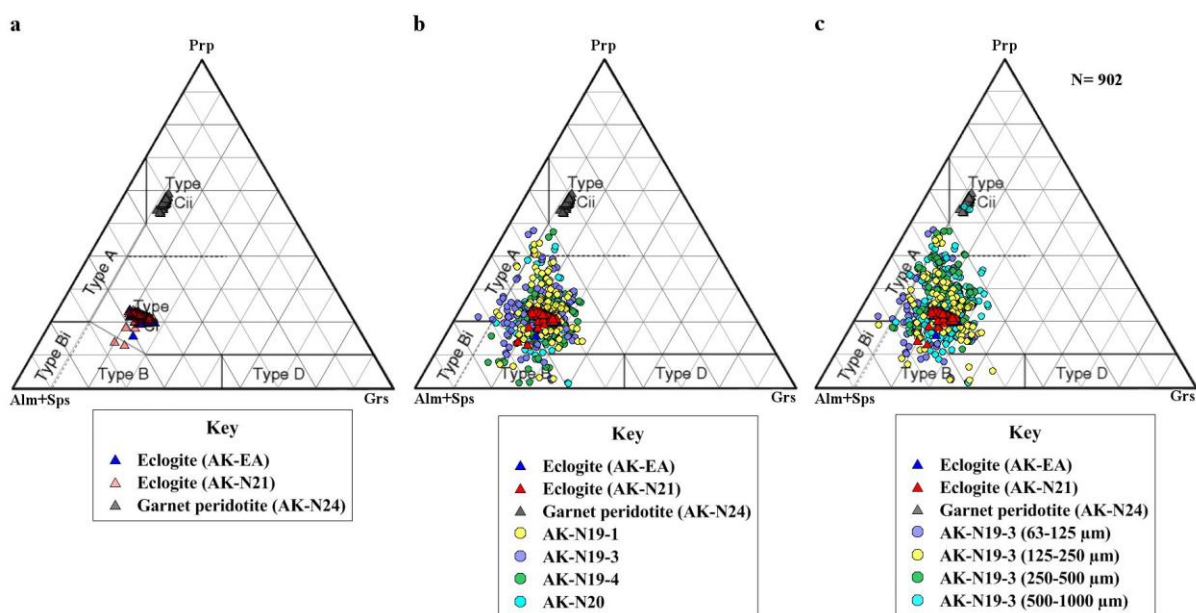 a
Prp
Type
Cii
Type A
Type
Type Bi
Type B
Type D
Alm+Sps
Grs
Key
Eclogite (AK-EA)
Eclogite (AK-N21)
Garnet peridotite (AK-N24)
b
Prp
Type
Cii
Type A
Type Bi
Type B
Type D
Alm+Sps
Grs
Key
Eclogite (AK-EA)
Eclogite (AK-N21)
Garnet peridotite (AK-N24)
AK-N19-1
AK-N19-3
AK-N19-4
AK-N20
c
Prp
N= 902
Type
Cii
Type A
Type Bi
Type B
Type D
Alm+Sps
Grs
Key
Eclogite (AK-EA)
Eclogite (AK-N21)
Garnet peridotite (AK-N24)
AK-N19-3 (63-125 µm)
AK-N19-3 (125-250 µm)
AK-N19-3 (250-500 µm)
AK-N19-3 (500-1000 µm)